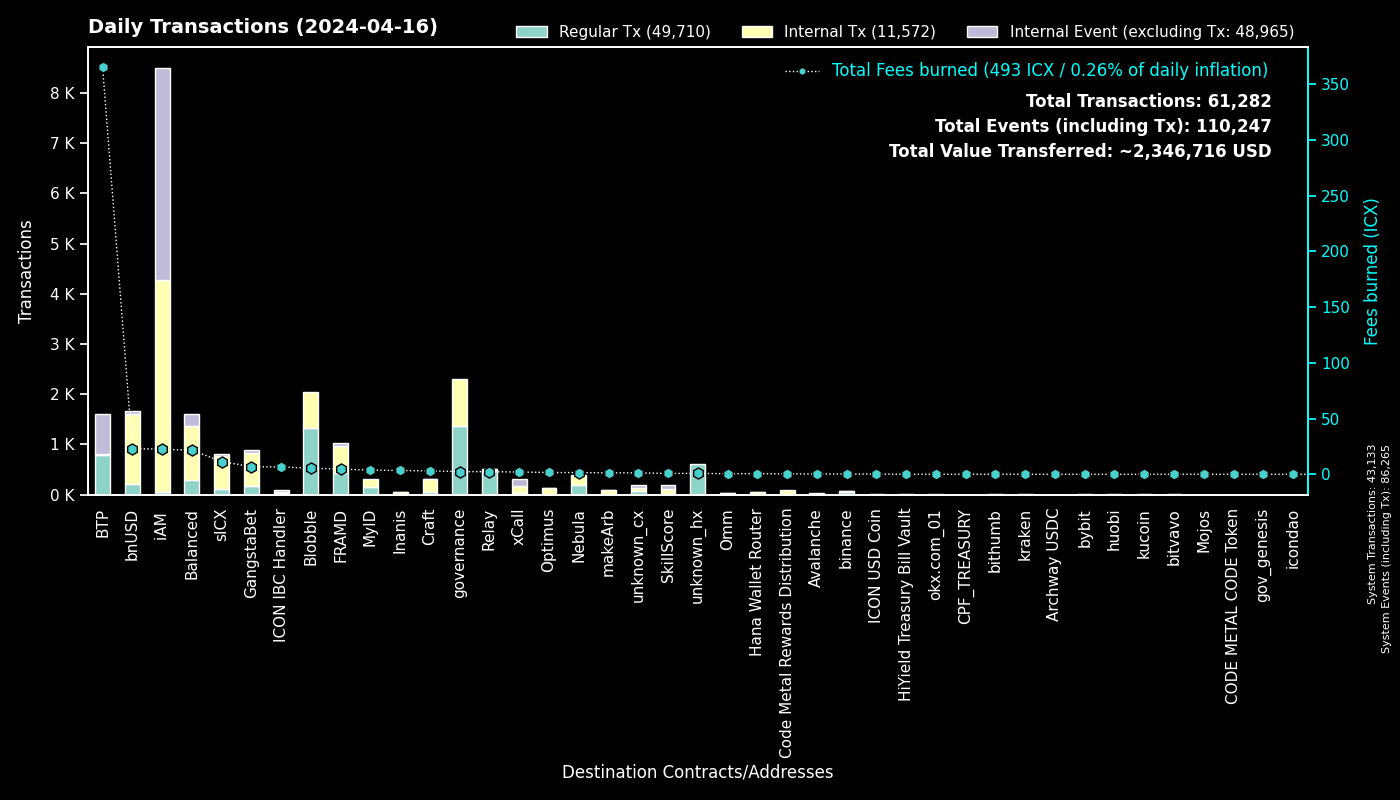 Daily Transactions (2024-04-16)
Regular Tx (49,710)
Internal Tx (11,572)
Internal Event (excluding Tx: 48,965)
Total Fees burned (493 ICX / 0.26% of daily inflation)
Total Transactions: 61,282
Total Events (including Tx): 110,247
Total Value Transferred: ~2,346,716 USD
Transactions
8 K
7 K
6 K
5 K
4 K
3 K
2 K
1 K
0 K
350
300
250
200
150
100
50
0
Fees burned (ICX)
System Transactions: 43,133
System Events (including Tx): 86,265
BTP
bnUSD
iAM
Balanced
sICX
GangstaBet
ICON IBC Handler
Blobble
FRAMD
MyID
Inanis
Craft
governance
Relay
xCall
Optimus
Nebula
makeArb
unknown_cx
SkillScore
unknown_hx
Omm
Hana Wallet Router
Code Metal Rewards Distribution
Avalanche
binance
ICON USD Coin
HiYield Treasury Bill Vault
okx.com_01
CPF_TREASURY
bithumb
kraken
Archway USDC
bybit
huobi
kucoin
bitvavo
Mojos
CODE METAL CODE Token
gov_genesis
icondao
Destination Contracts/Addresses